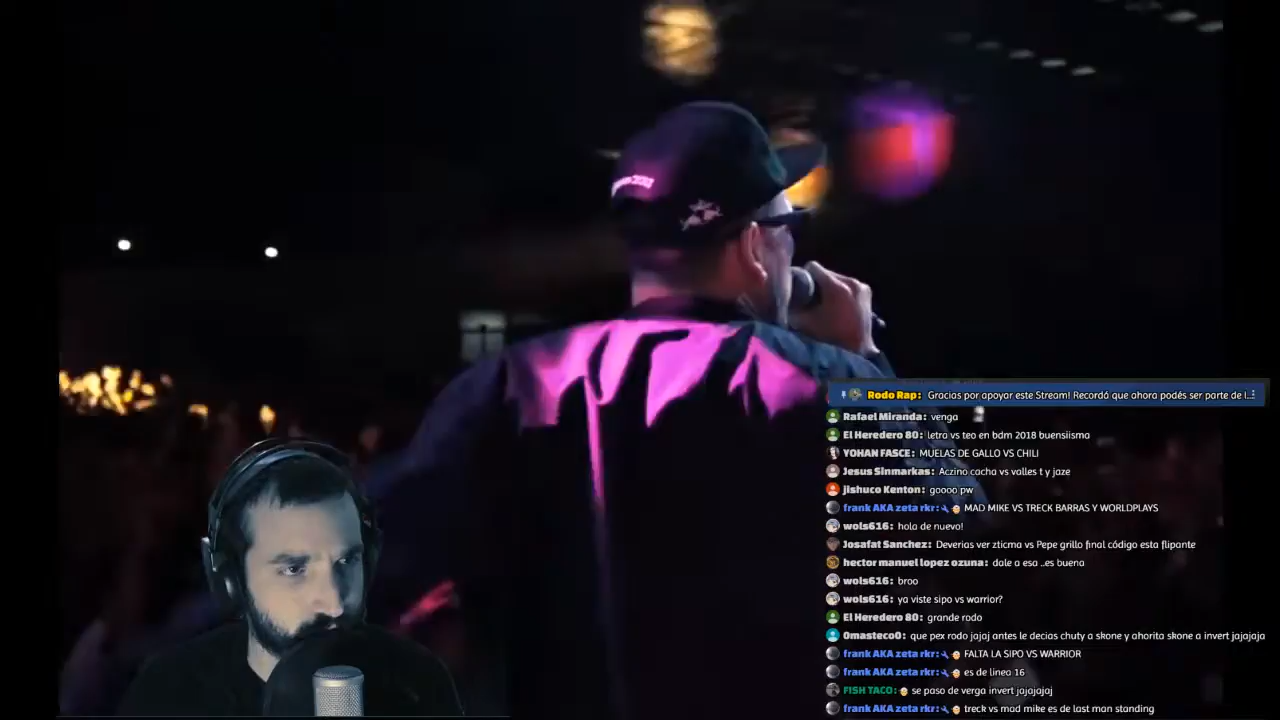 Rodo Rap: Gracias por apoyar este Stream! Recordá que ahora podés ser parte de l...
Rafael Miranda: venga
El Heredero 80: letra vs teo en bdm 2018 buensiisma
YOHAN FASCE: MUELAS DE GALLO VS CHILI
Jesus Sinmarkas: Aczino cacha vs valles t y jaze
jishuco Kenton: goooo pw
frank AKA zeta rkr: MAD MIKE VS TRECK BARRAS Y WORLDPLAYS
wols616: hola de nuevo!
Josafat Sanchez: Deverias ver zticma vs Pepe grillo final código esta flipante
hector manuel lopez ozuna: dale a esa ..es buena
wols616: broo
wols616: ya viste sipo vs warrior?
El Heredero 80: grande rodo
Omasteco0: que pex rodo jajaj antes le decias chuty a skone y ahorita skone a invert jajajaja
frank AKA zeta rkr: FALTA LA SIPO VS WARRIOR
frank AKA zeta rkr: es de linea 16
FISH TACO: se paso de verga invert jajajajaj
frank AKA zeta rkr: treck vs mad mike es de last man standing